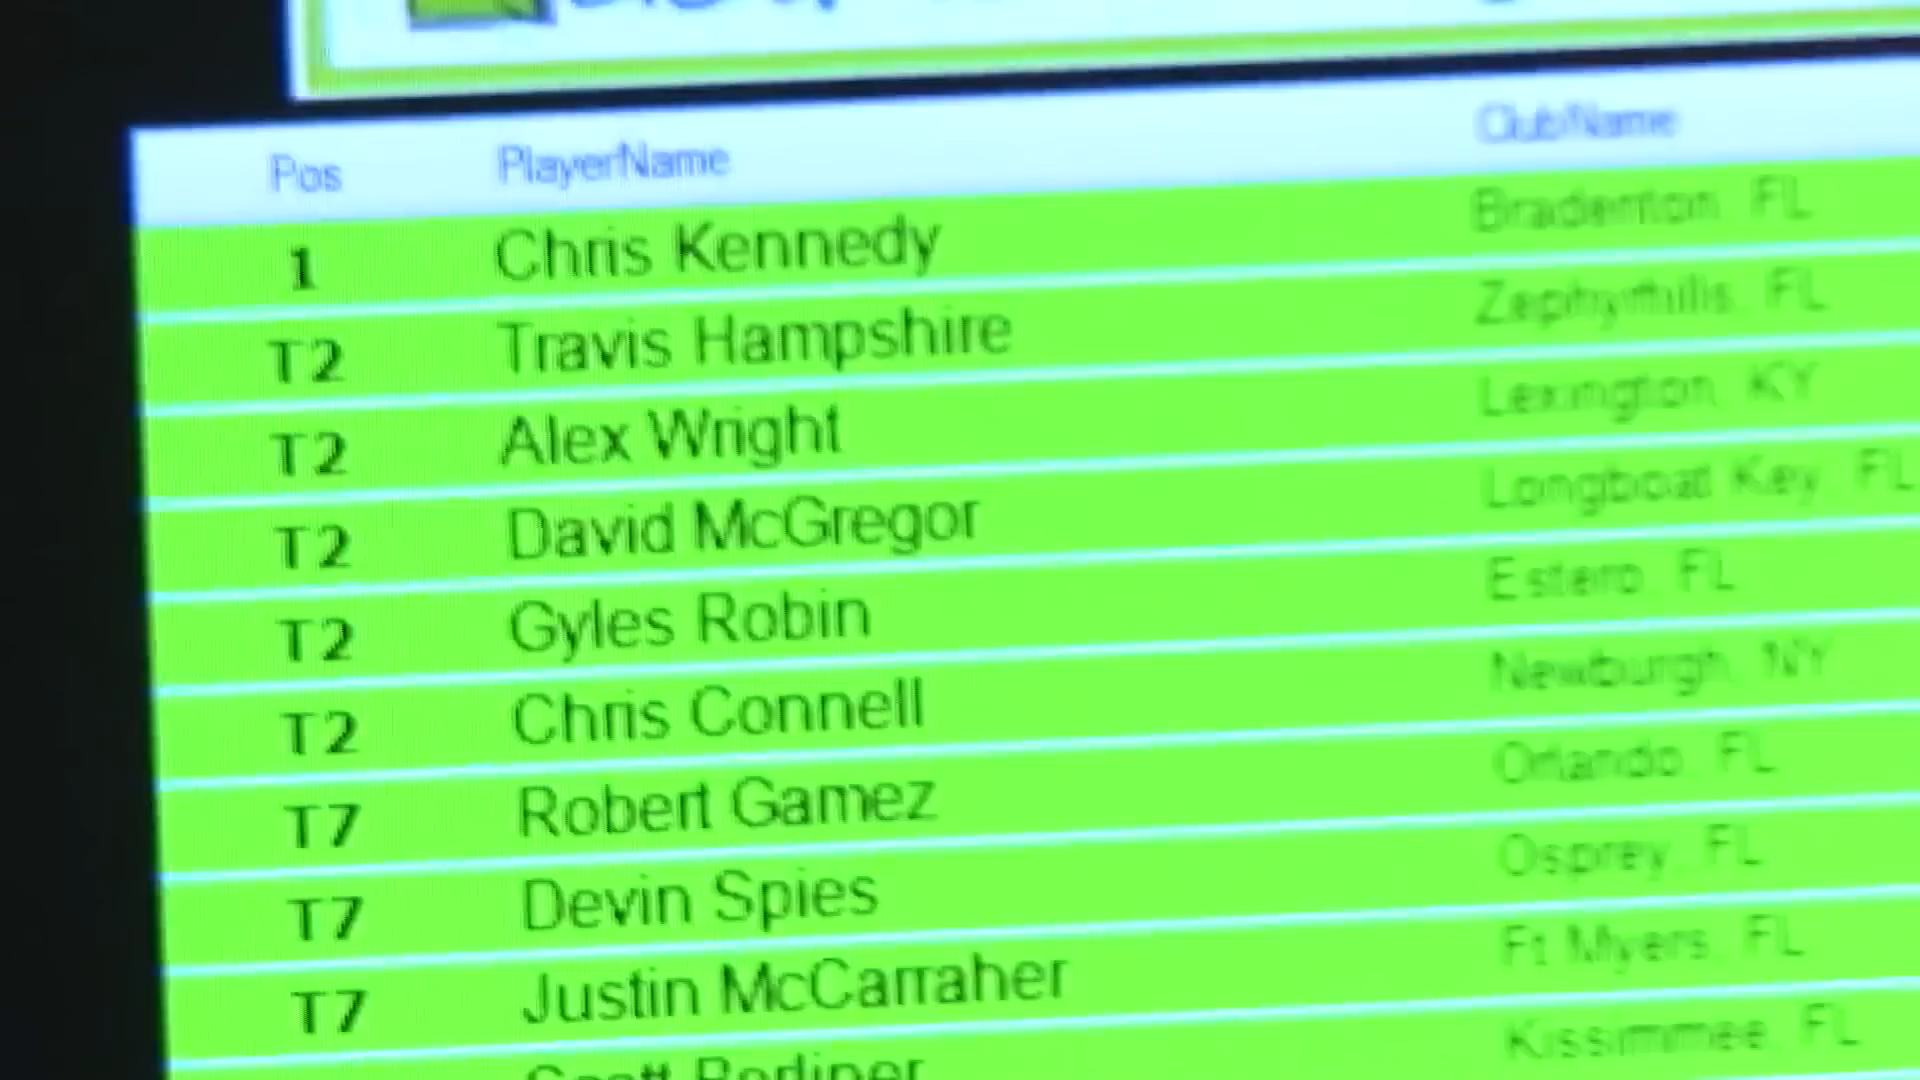 Pos PlayerName ClubName
1 Chris Kennedy Bradenton, FL
T2 Travis Hampshire Zephyrhills, FL
T2 Alex Wright Lexington, KY
T2 David McGregor Longboat Key, FL
T2 Gyles Robin Estero, FL
T2 Chris Connell Newburgh, NY
T7 Robert Gamez Orlando, FL
T7 Devin Spies Osprey, FL
T7 Justin McCarraher Ft Myers, FL
Scott Kissimmee, FL